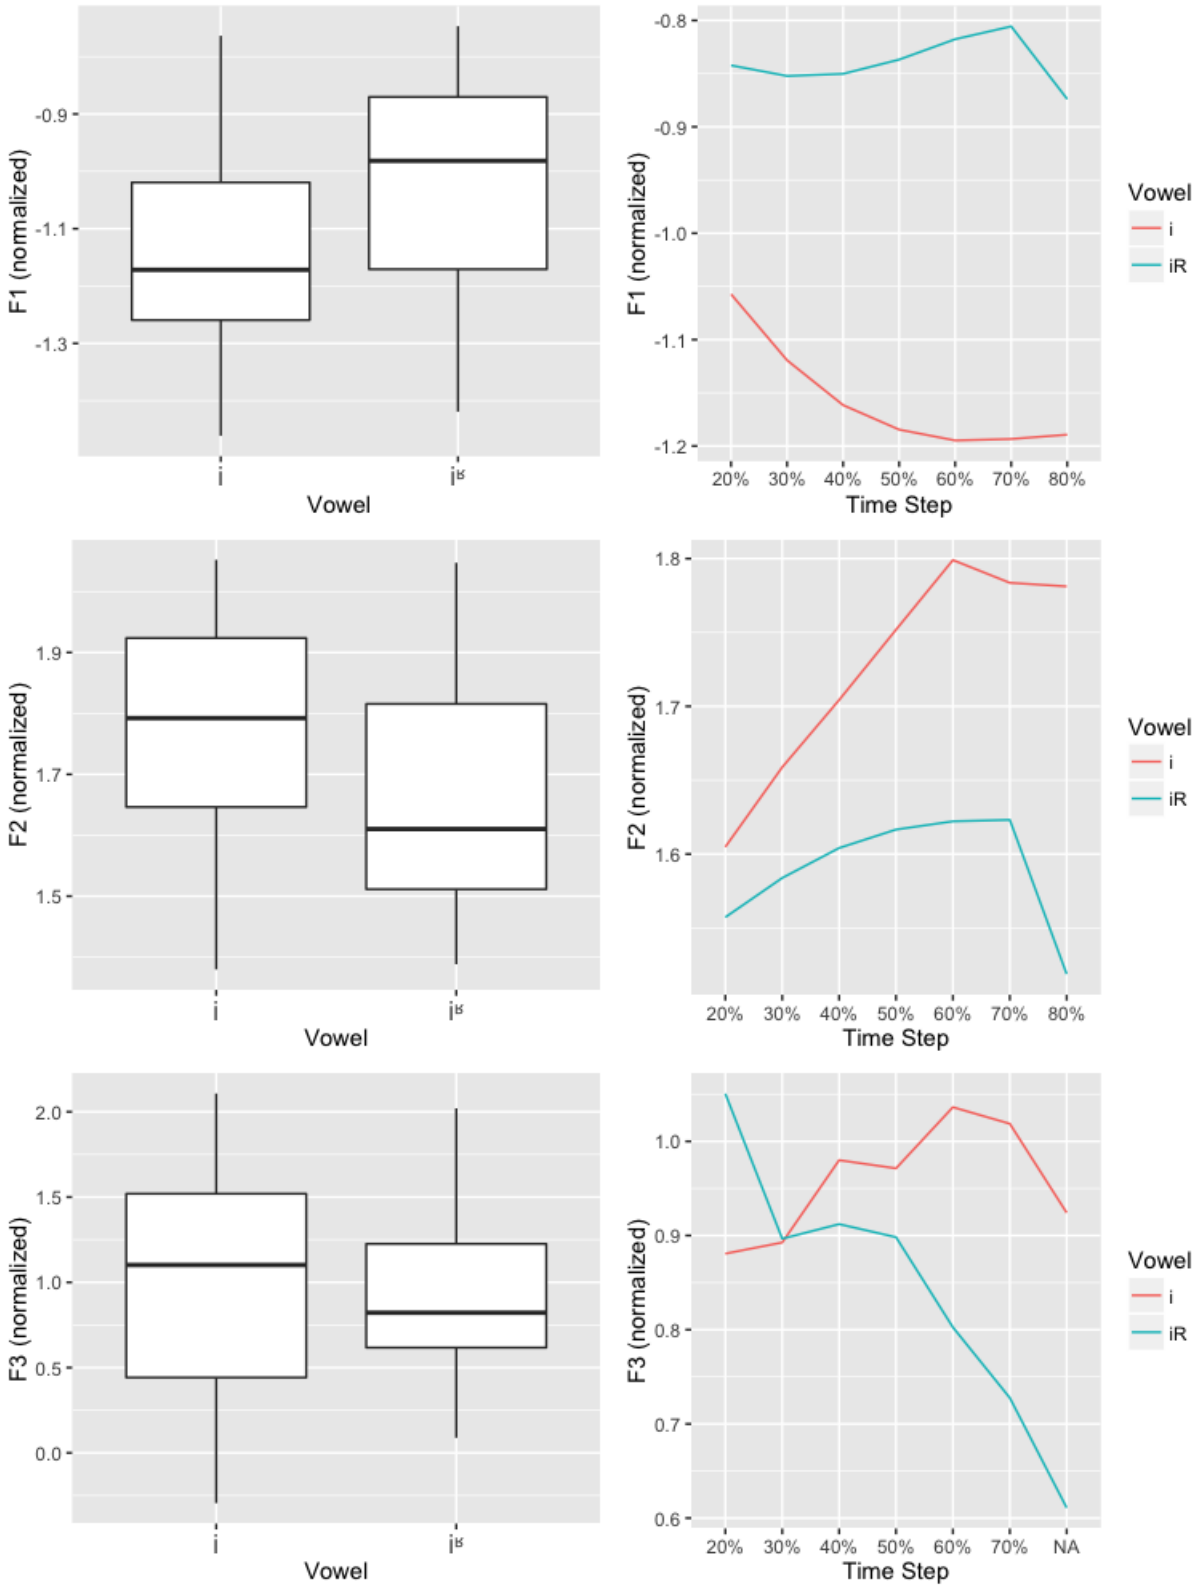 F1 (normalized)
-0.9
-1.1
-1.3
i
iʁ
Vowel
F1 (normalized)
-0.8
-0.9
-1.0
-1.1
-1.2
20% 30% 40% 50% 60% 70% 80%
Time Step
Vowel
i
iR
F2 (normalized)
1.9
1.7
1.5
i
iʁ
Vowel
F2 (normalized)
1.8
1.7
1.6
20% 30% 40% 50% 60% 70% 80%
Time Step
Vowel
i
iR
F3 (normalized)
2.0
1.5
1.0
0.5
0.0
i
iʁ
Vowel
F3 (normalized)
1.0
0.9
0.8
0.7
0.6
20% 30% 40% 50% 60% 70% NA
Time Step
Vowel
i
iR